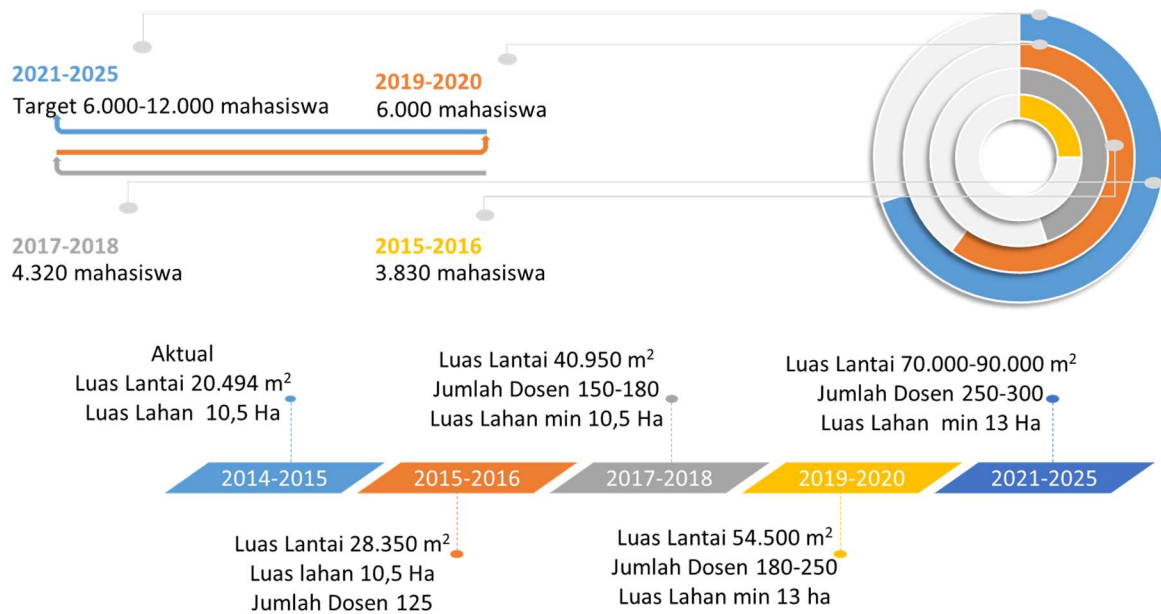 2021-2025
Target 6.000-12.000 mahasiswa
2019-2020
6.000 mahasiswa
2017-2018
4.320 mahasiswa
2015-2016
3.830 mahasiswa
Aktual
Luas Lantai 20.494 m²
Luas Lahan 10,5 Ha
Luas Lantai 40.950 m²
Jumlah Dosen 150-180
Luas Lahan min 10,5 Ha
Luas Lantai 70.000-90.000 m²
Jumlah Dosen 250-300
Luas Lahan min 13 Ha
2014-2015
2015-2016
2017-2018
2019-2020
2021-2025
Luas Lantai 28.350 m²
Luas lahan 10,5 Ha
Jumlah Dosen 125
Luas Lantai 54.500 m²
Jumlah Dosen 180-250
Luas Lahan min 13 ha